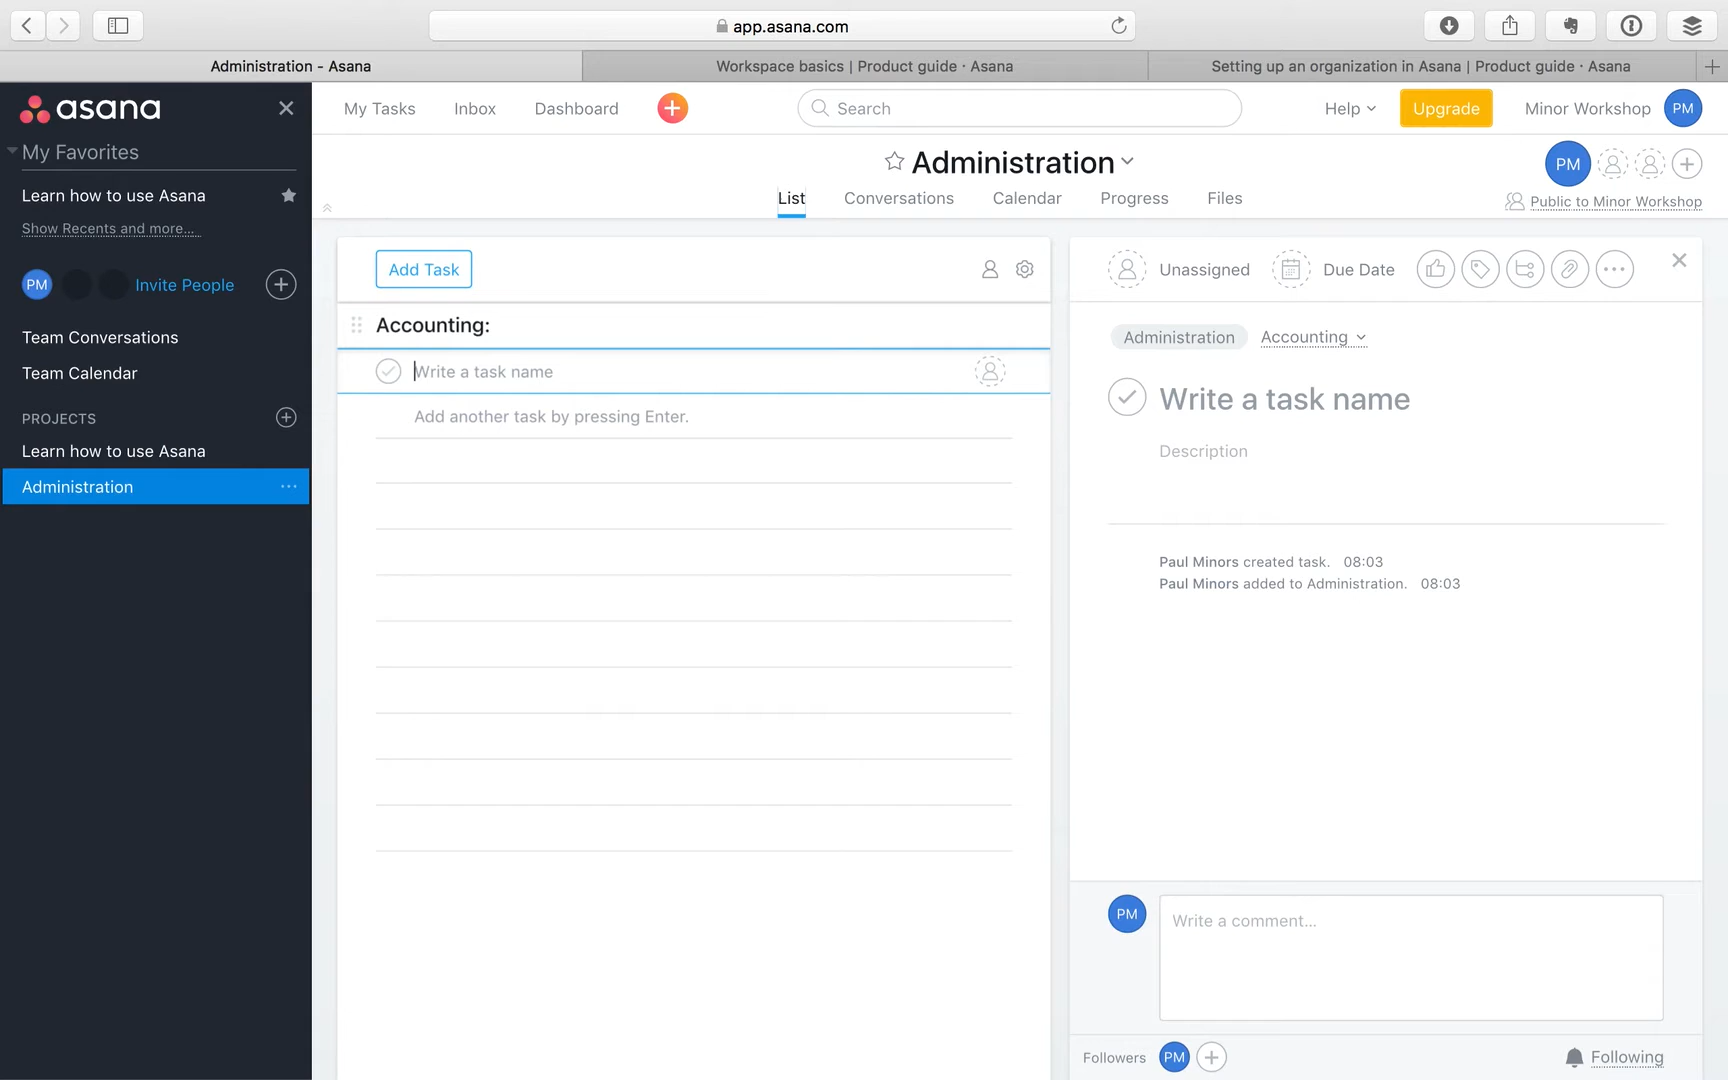 app.asana.com
Administration - Asana
Workspace basics | Product guide · Asana
Setting up an organization in Asana | Product guide · Asana
asana
My Tasks
Inbox
Dashboard
Search
Help
Upgrade
Minor Workshop
PM
My Favorites
Learn how to use Asana
Show Recents and more...
PM
Invite People
Team Conversations
Team Calendar
PROJECTS
Learn how to use Asana
Administration
Administration
PM
List
Conversations
Calendar
Progress
Files
Public to Minor Workshop
Add Task
Accounting:
Write a task name
Add another task by pressing Enter.
Unassigned
Due Date
Administration
Accounting
Write a task name
Description
Paul Minors created task. 08:03
Paul Minors added to Administration. 08:03
PM
Write a comment...
Followers
PM
Following